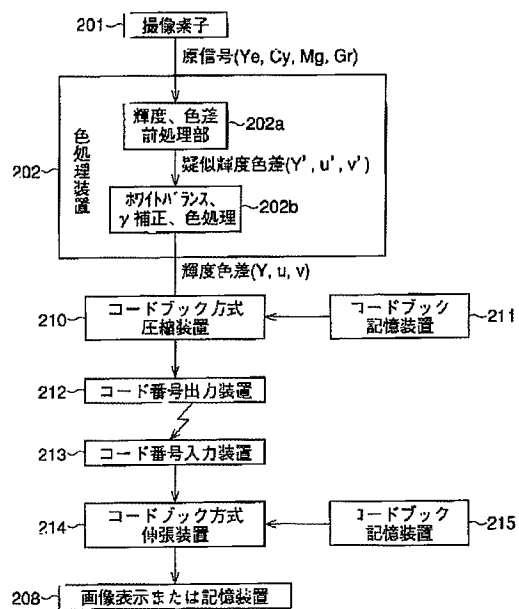 201
撮像素子
原信号(Ye, Cy, Mg, Gr)
202
色処理装置
輝度、色差
前処理部
202a
疑似輝度色差(Y', u', v')
ホワイトバランス、
γ補正、色処理
202b
輝度色差(Y, u, v)
210
コードブック方式
圧縮装置
コードブック
記憶装置
211
212
コード番号出力装置
213
コード番号入力装置
214
コードブック方式
伸張装置
コードブック
記憶装置
215
208
画像表示または記憶装置